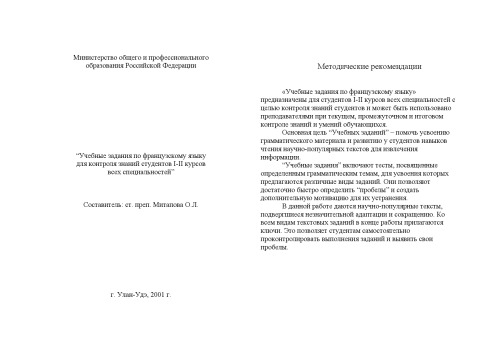 Министерство общего и профессионального
образования Российской Федерации
“Учебные задания по французскому языку
для контроля знаний студентов I-II курсов
всех специальностей”
Составитель: ст. преп. Митапова О.Л.
г. Улан-Удэ, 2001 г.
Методические рекомендации
«Учебные задания по французскому языку»
предназначены для студентов I-II курсов всех специальностей с
целью контроля знаний студентов и может быть использовано
преподавателями при текущем, промежуточном и итоговом
контроле знаний и умений обучающихся.
Основная цель “Учебных заданий” – помочь усвоению
грамматического материала и развитию у студентов навыков
чтения научно-популярных текстов для извлечения
информации.
“Учебные задания” включают тесты, посвященные
определенным грамматическим темам, для усвоения которых
предлагаются различные виды заданий. Они позволяют
достаточно быстро определить “пробелы” и создать
дополнительную мотивацию для их устранения.
В данной работе даются научно-популярные тексты,
подвергшиеся незначительной адаптации и сокращению. Ко
всем видам текстовых заданий в конце работы прилагаются
ключи. Это позволяет студентам самостоятельно
проконтролировать выполнения заданий и выявить свои
пробелы.